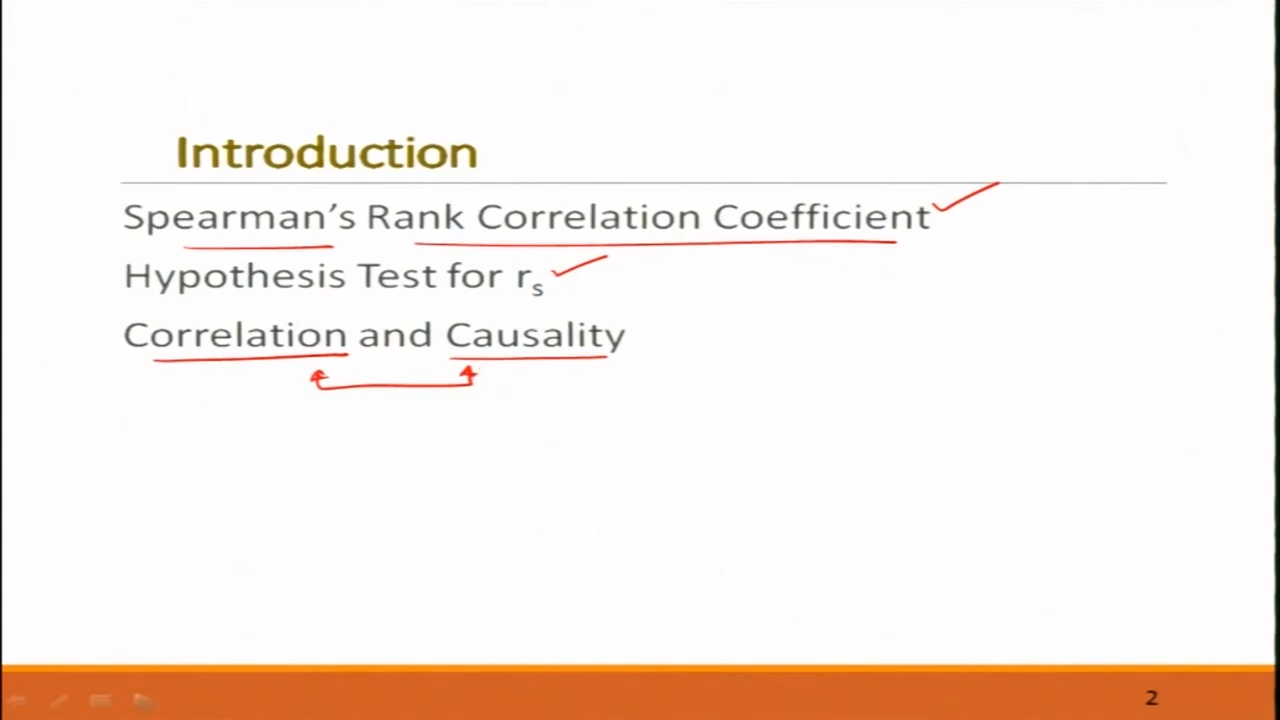 Introduction
Spearman's Rank Correlation Coefficient
Hypothesis Test for rs
Correlation and Causality
2